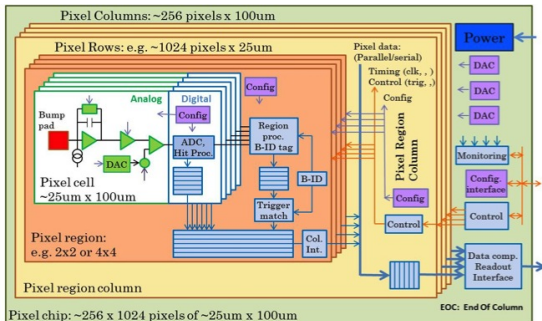 Pixel Columns: ~256 pixels x 100um
Pixel Rows: e.g. ~1024 pixels x 25um
Pixel data:
(Parallel/serial)
Power
Timing (clk, , )
Control (trig, ,)
Config
DAC
DAC
DAC
Analog
Digital
Config
Config
Bump
pad
ADC,
Hit Proc.
Region
proc.
B-ID tag
DAC
B-ID
Pixel Region
Column
Monitoring
Pixel cell
~25um x 100um
Trigger
match
Config
Config.
interface
Control
Control
Pixel region:
e.g. 2x2 or 4x4
Col.
Int.
Data comp.
Readout
Interface
Pixel region column
EOC: End Of Column
Pixel chip: ~256 x 1024 pixels of ~25um x 100um